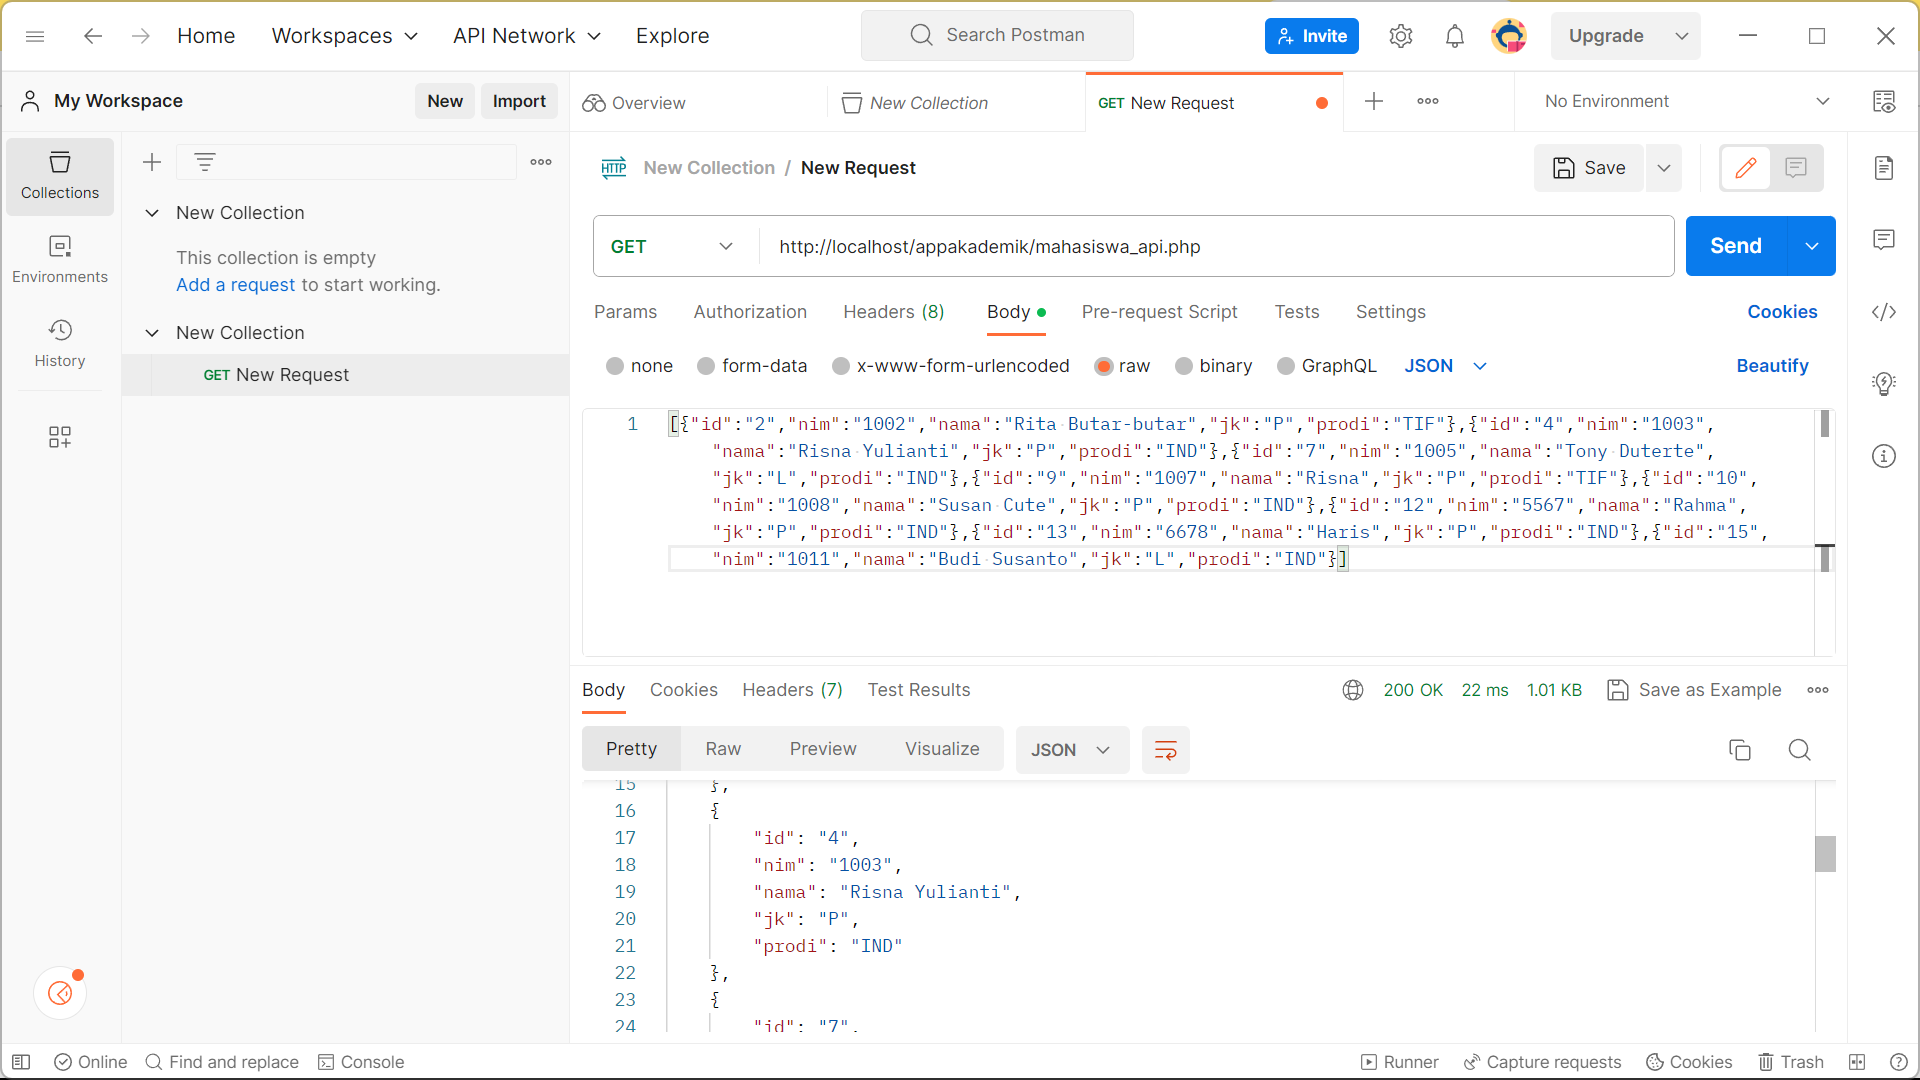 Home
Workspaces
API Network
Explore
Search Postman
Invite
Upgrade
My Workspace
New
Import
Overview
New Collection
GET New Request
No Environment
Collections
Environments
History
New Collection
This collection is empty
Add a request to start working.
New Collection
GET New Request
HTTP
New Collection / New Request
Save
GET
http://localhost/appakademik/mahasiswa_api.php
Send
Params
Authorization
Headers (8)
Body
Pre-request Script
Tests
Settings
Cookies
none
form-data
x-www-form-urlencoded
raw
binary
GraphQL
JSON
Beautify
1 [{"id":"2","nim":"1002","nama":"Rita Butar-butar","jk":"P","prodi":"TIF"},{"id":"4","nim":"1003",
"nama":"Risna Yulianti","jk":"P","prodi":"IND"},{"id":"7","nim":"1005","nama":"Tony Duterte",
"jk":"L","prodi":"IND"},{"id":"9","nim":"1007","nama":"Risna","jk":"P","prodi":"TIF"},{"id":"10",
"nim":"1008","nama":"Susan Cute","jk":"P","prodi":"IND"},{"id":"12","nim":"5567","nama":"Rahma",
"jk":"P","prodi":"IND"},{"id":"13","nim":"6678","nama":"Haris","jk":"P","prodi":"IND"},{"id":"15",
"nim":"1011","nama":"Budi Susanto","jk":"L","prodi":"IND"}]
Body
Cookies
Headers (7)
Test Results
200 OK
22 ms
1.01 KB
Save as Example
Pretty
Raw
Preview
Visualize
JSON
15 },
16 {
17 "id": "4",
18 "nim": "1003",
19 "nama": "Risna Yulianti",
20 "jk": "P",
21 "prodi": "IND"
22 },
23 {
24 "id": "7",
Online
Find and replace
Console
Runner
Capture requests
Cookies
Trash